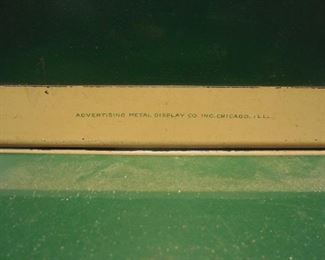 ADVERTISING METAL DISPLAY CO. INC. CHICAGO, ILL.